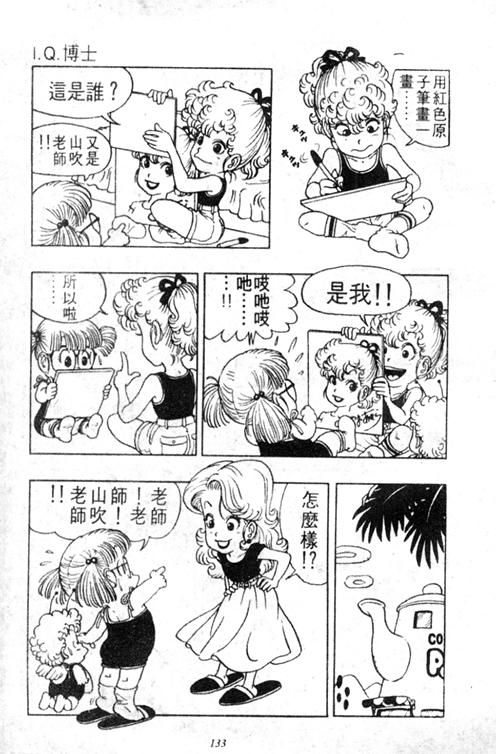 I.Q.博士
用紅色原
子筆畫一
畫……
這是誰？
又是
山吹
老師
!!
是我!!
哎吔哎
吔……!!
所以啦
……
怎麼樣!?
老師
！老
師！
山吹
老師
!!
133